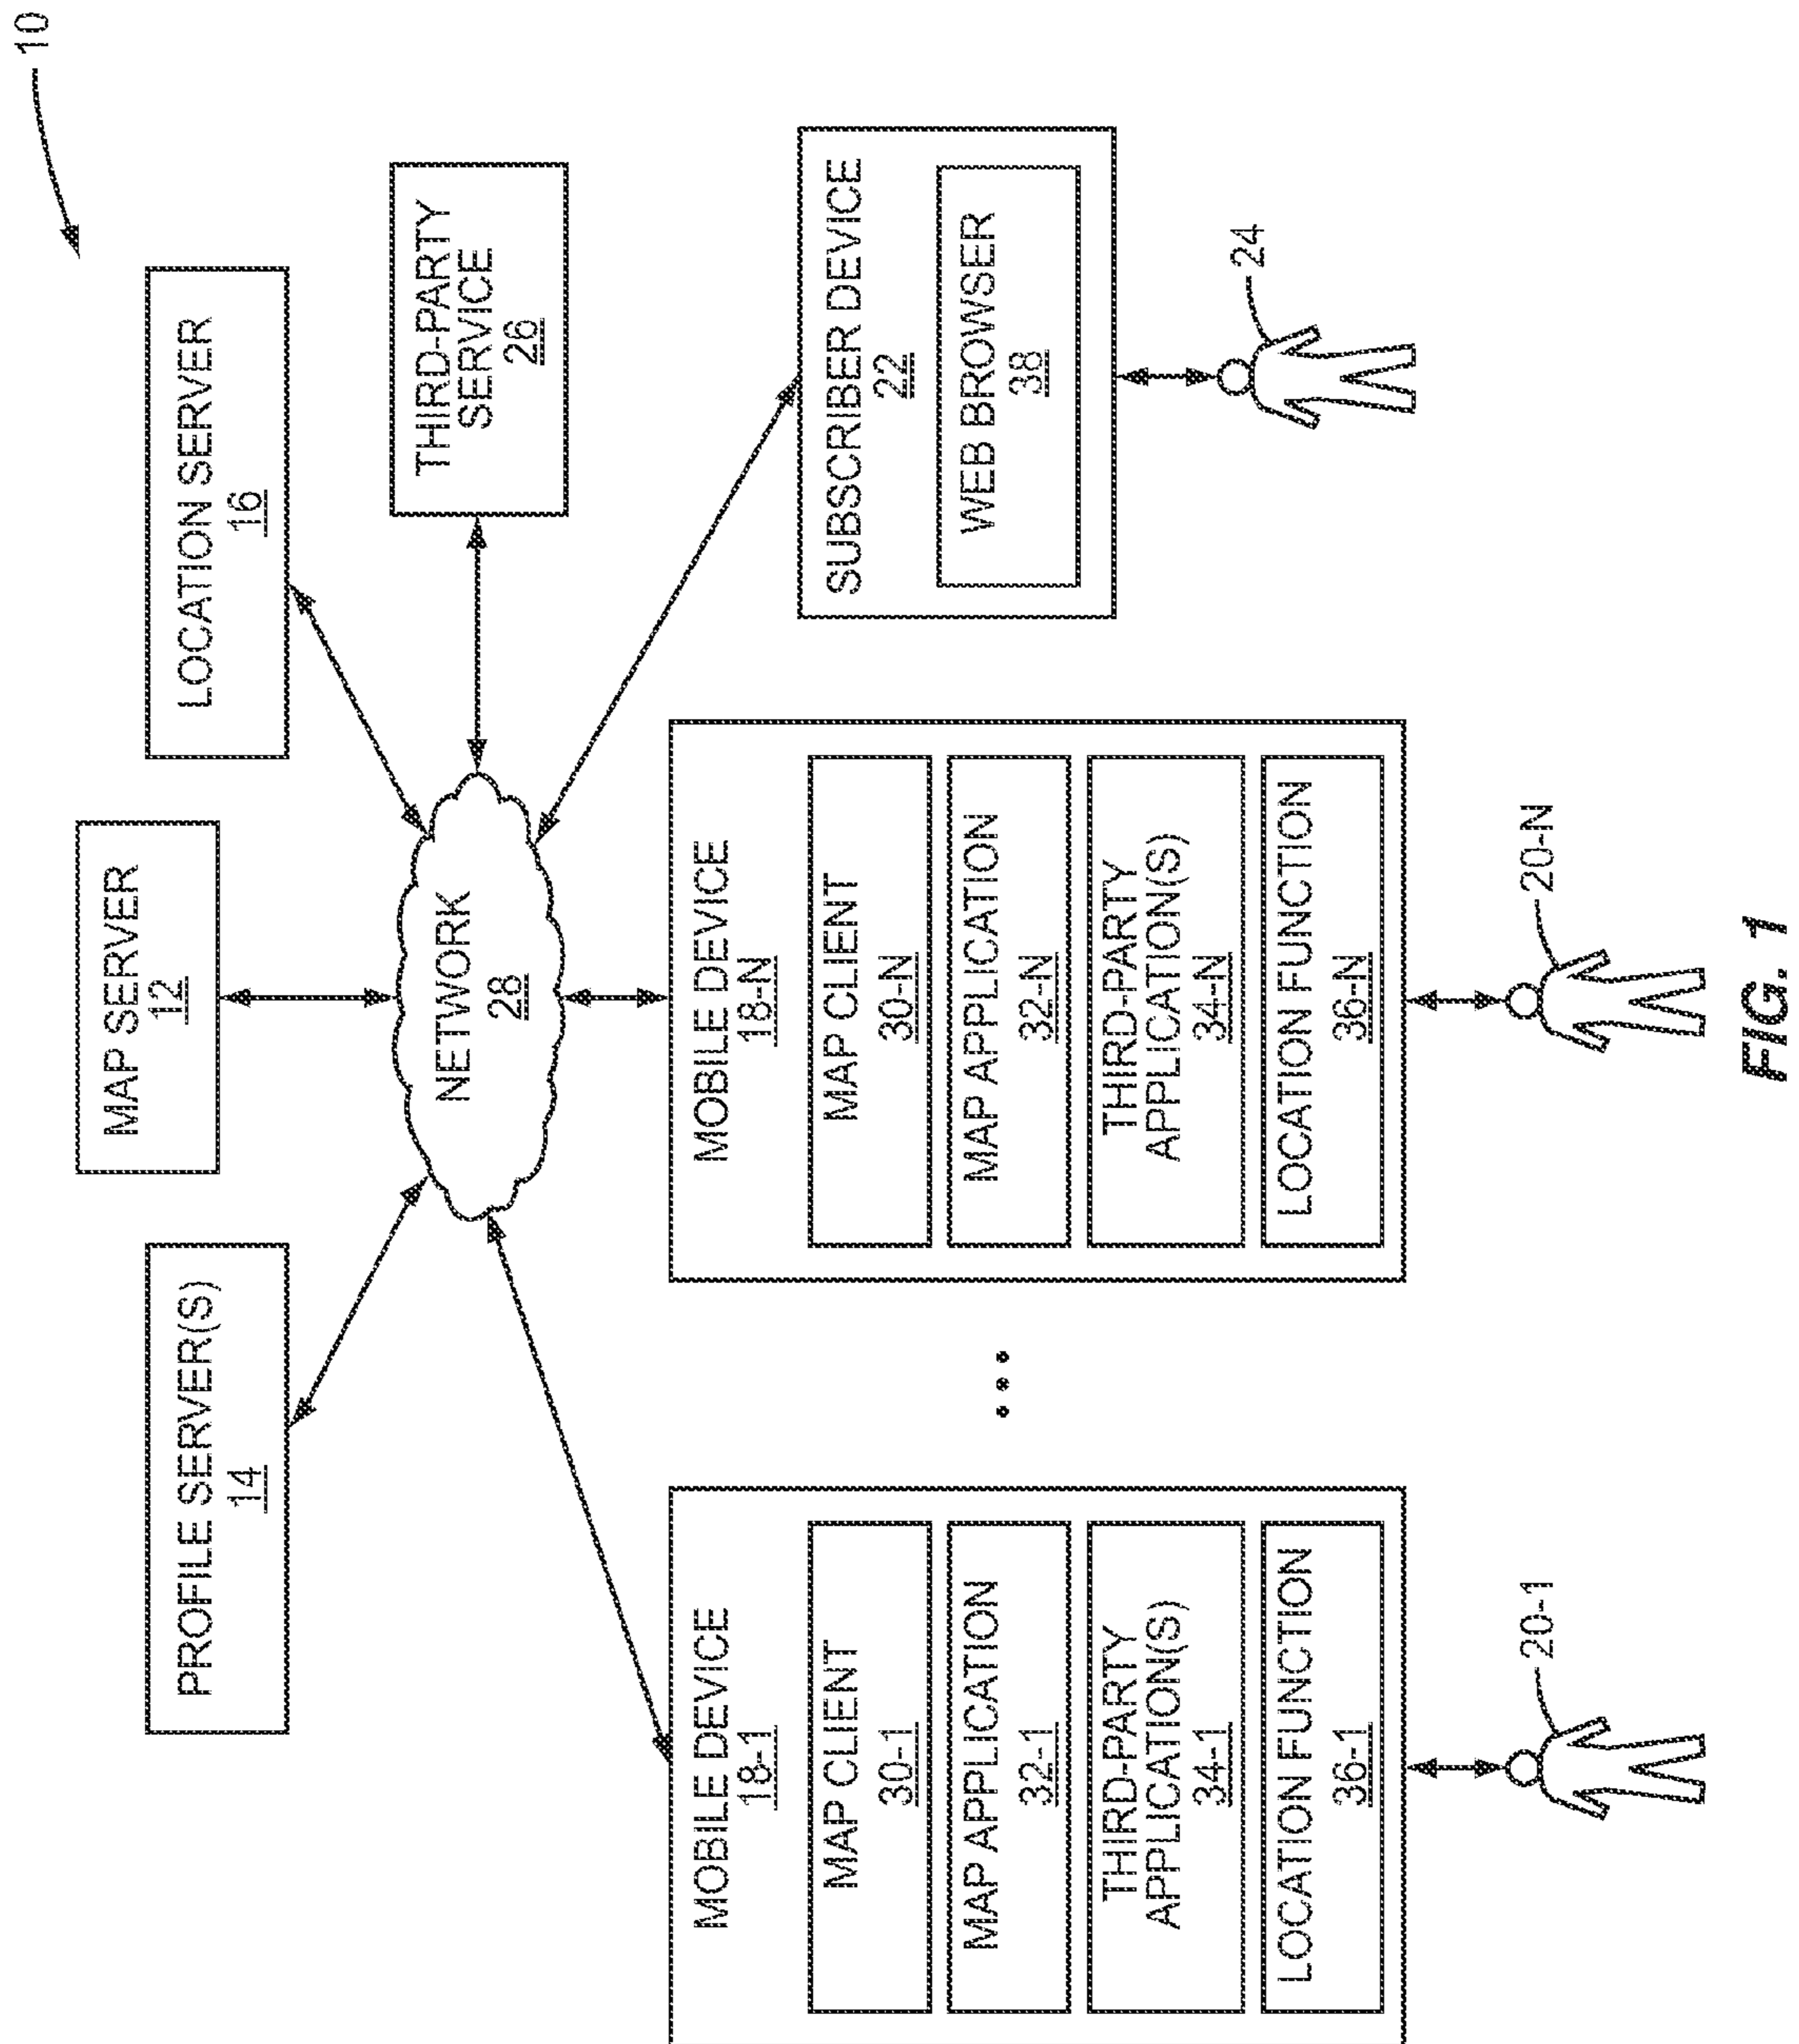 10
MAP SERVER
12
PROFILE SERVER(S)
14
LOCATION SERVER
16
NETWORK
28
THIRD-PARTY
SERVICE
26
MOBILE DEVICE
18-1
MAP CLIENT
30-1
MAP APPLICATION
32-1
THIRD-PARTY
APPLICATION(S)
34-1
LOCATION FUNCTION
36-1
20-1
MOBILE DEVICE
18-N
MAP CLIENT
30-N
MAP APPLICATION
32-N
THIRD-PARTY
APPLICATION(S)
34-N
LOCATION FUNCTION
36-N
20-N
SUBSCRIBER DEVICE
22
WEB BROWSER
38
24
FIG. 1